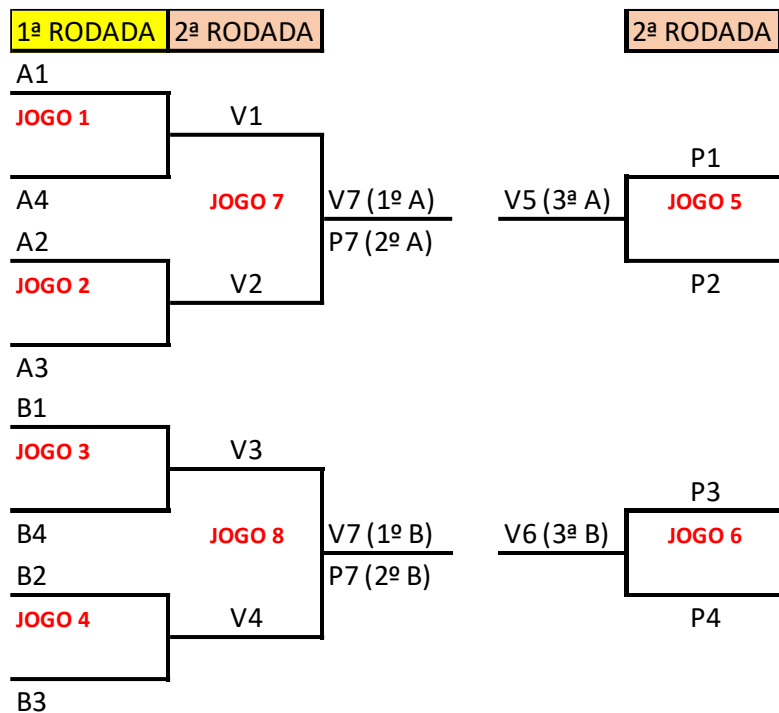 1ª RODADA 2ª RODADA 2ª RODADA
A1
JOGO 1 V1
P1
A4 JOGO 7 V7 (1º A) V5 (3ª A) JOGO 5
A2 P7 (2º A)
JOGO 2 V2 P2
A3
B1
JOGO 3 V3
P3
B4 JOGO 8 V7 (1º B) V6 (3ª B) JOGO 6
B2 P7 (2º B)
JOGO 4 V4 P4
B3